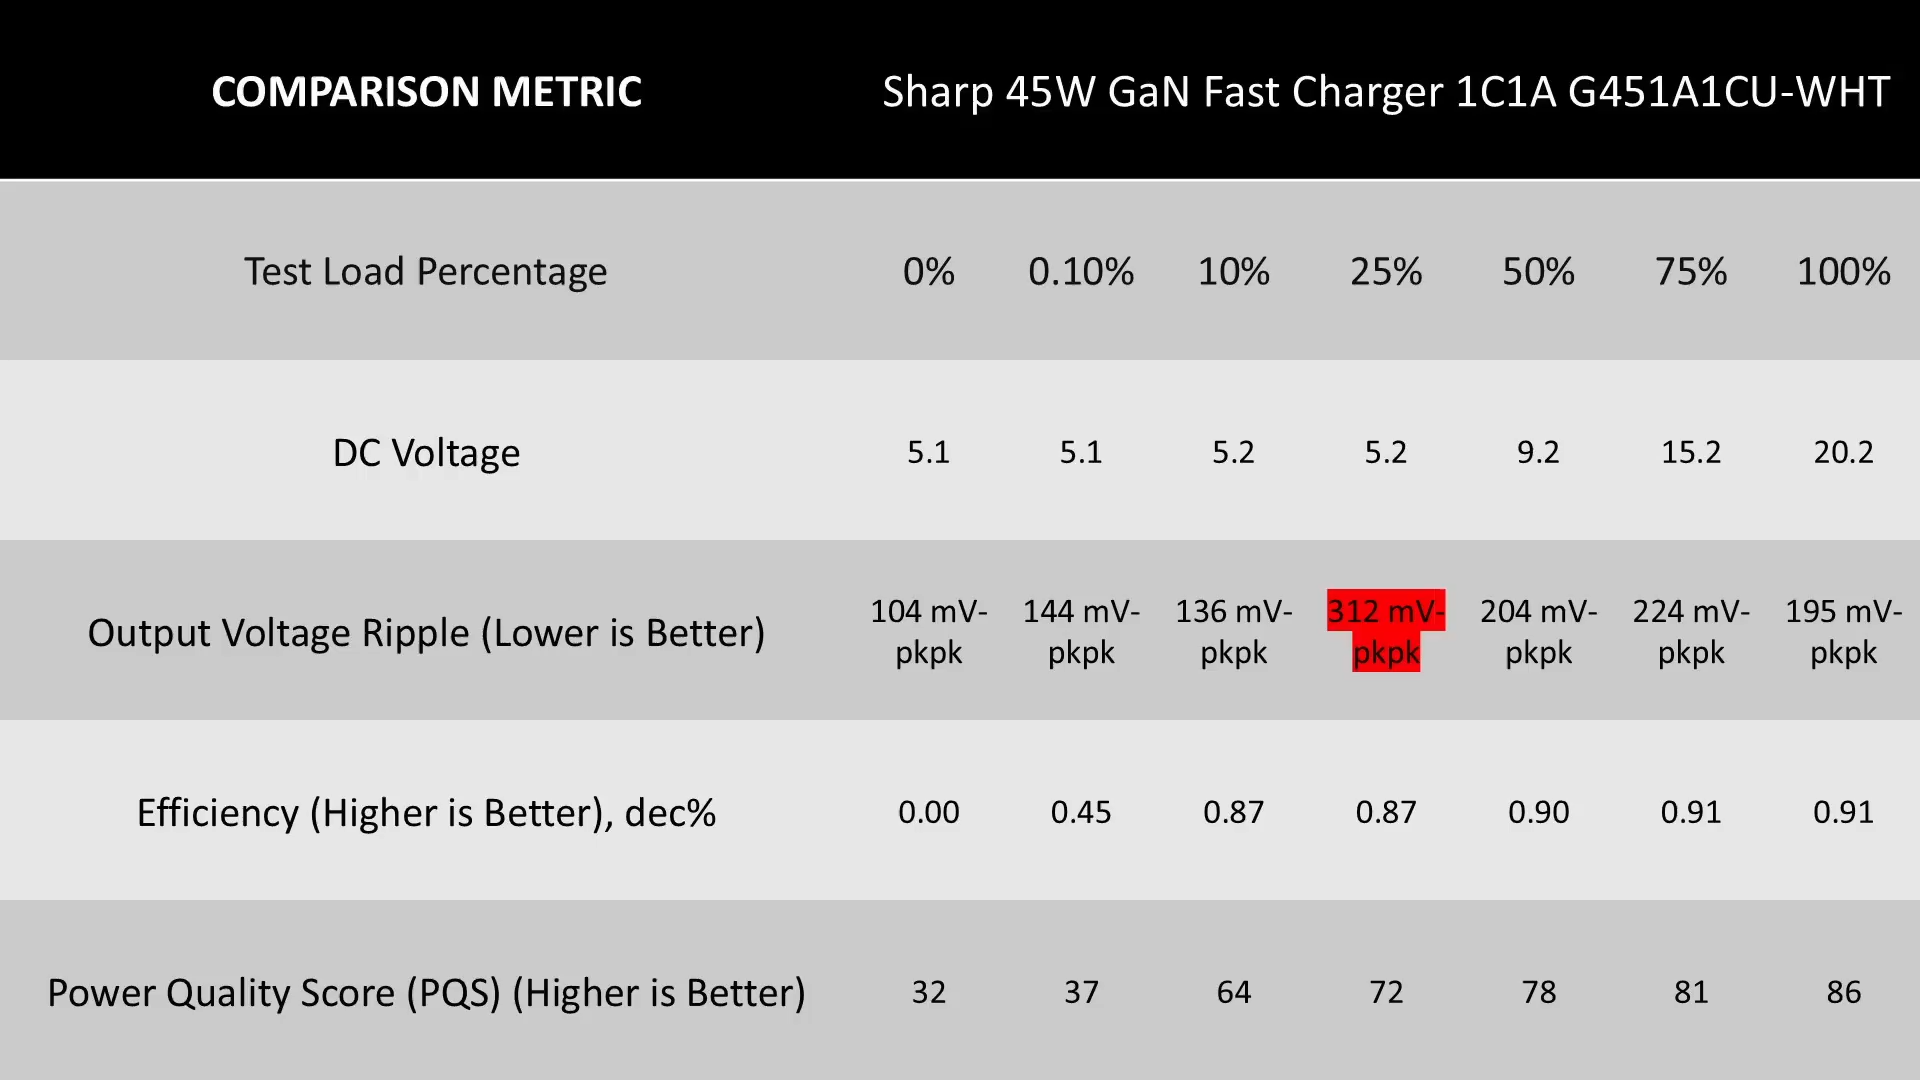 COMPARISON METRIC Sharp 45W GaN Fast Charger 1C1A G451A1CU-WHT
Test Load Percentage 0% 0.10% 10% 25% 50% 75% 100%
DC Voltage 5.1 5.1 5.2 5.2 9.2 15.2 20.2
Output Voltage Ripple (Lower is Better) 104 mV-pkpk 144 mV-pkpk 136 mV-pkpk 312 mV-pkpk 204 mV-pkpk 224 mV-pkpk 195 mV-pkpk
Efficiency (Higher is Better), dec% 0.00 0.45 0.87 0.87 0.90 0.91 0.91
Power Quality Score (PQS) (Higher is Better) 32 37 64 72 78 81 86